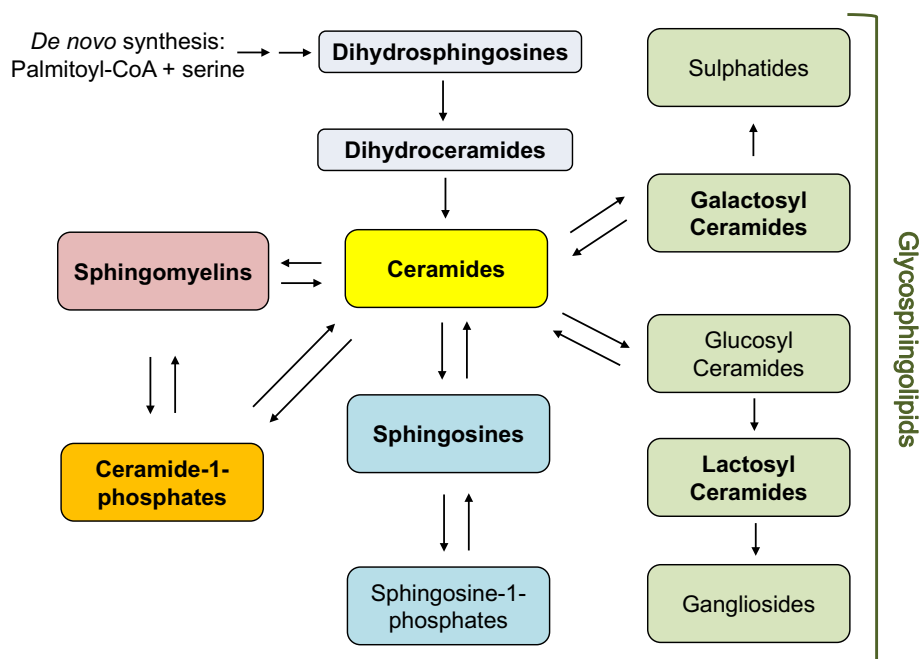 De novo synthesis:
Palmitoyl-CoA + serine
Dihydrosphingosines
Sulphatides
Dihydroceramides
Galactosyl
Ceramides
Sphingomyelins
Ceramides
Glucosyl
Ceramides
Sphingosines
Ceramide-1-
phosphates
Lactosyl
Ceramides
Sphingosine-1-
phosphates
Gangliosides
Glycosphingolipids